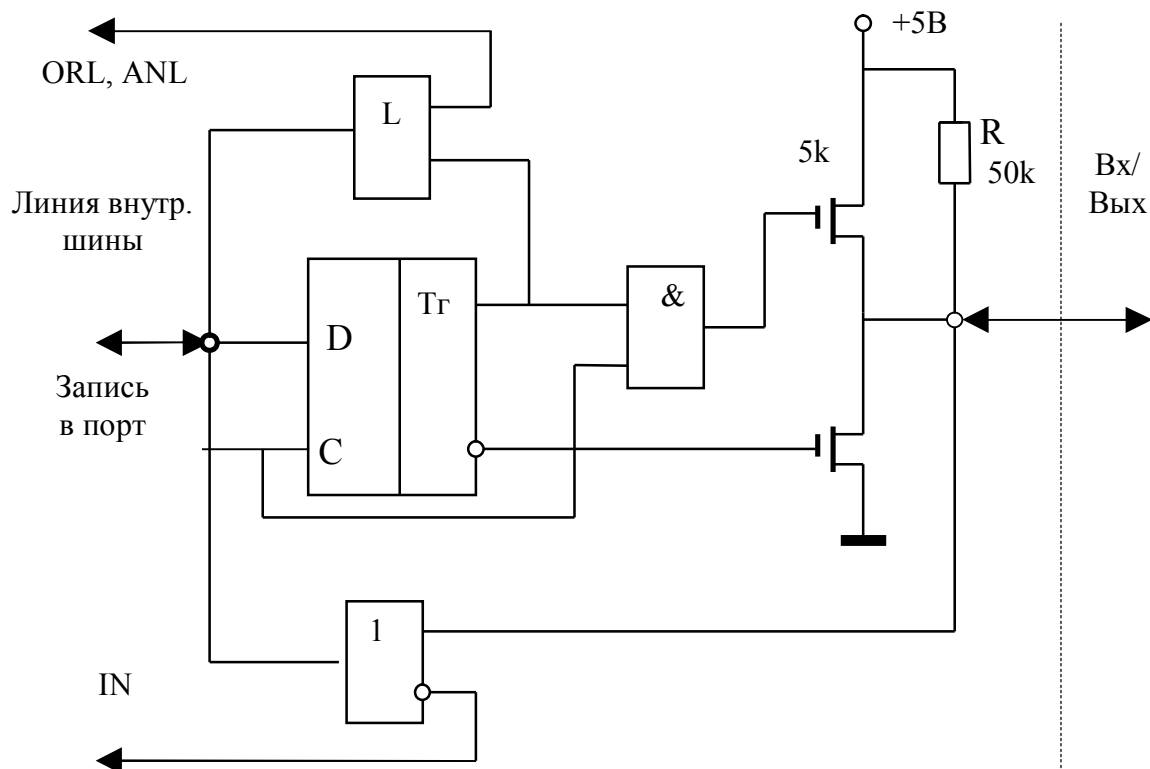 +5В
ORL, ANL
L
5k
R
50k
Вх/
Вых
Линия внутр.
шины
Тг
&
D
Запись
в порт
C
1
IN